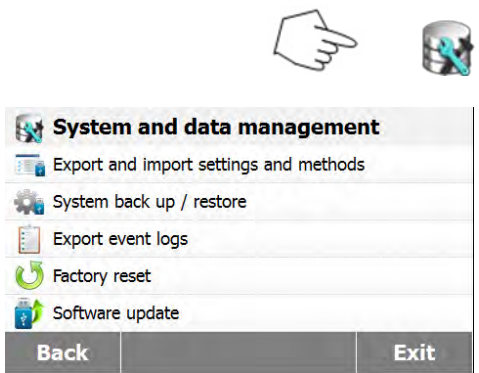 System and data management
Export and import settings and methods
System back up / restore
Export event logs
Factory reset
Software update
Back Exit